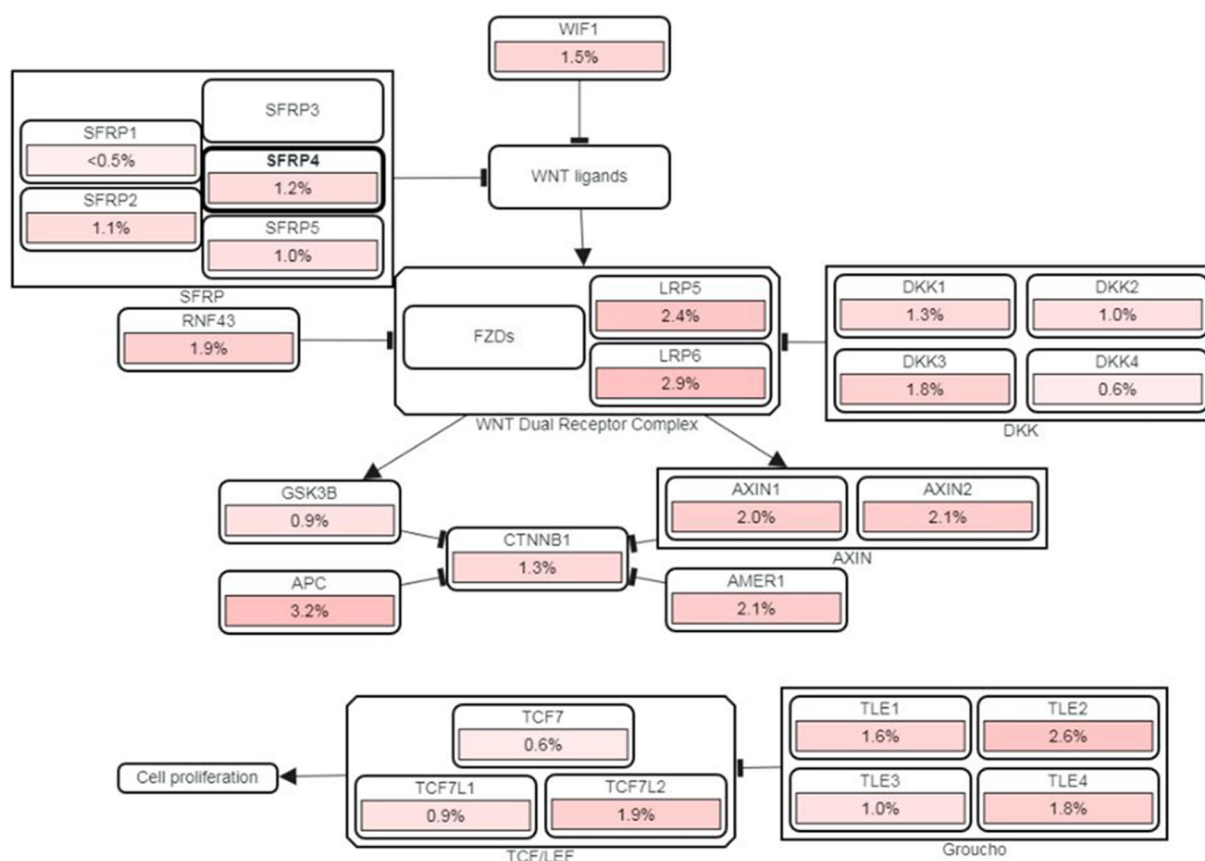 WIF1
1.5%
SFRP3
SFRP1
<0.5%
SFRP4
1.2%
SFRP2
1.1%
SFRP5
1.0%
SFRP
WNT ligands
RNF43
1.9%
FZDs
LRP5
2.4%
LRP6
2.9%
WNT Dual Receptor Complex
DKK1
1.3%
DKK2
1.0%
DKK3
1.8%
DKK4
0.6%
DKK
GSK3B
0.9%
AXIN1
2.0%
AXIN2
2.1%
AXIN
CTNNB1
1.3%
APC
3.2%
AMER1
2.1%
TCF7
0.6%
TCF7L1
0.9%
TCF7L2
1.9%
TCF/LEF
Cell proliferation
TLE1
1.6%
TLE2
2.6%
TLE3
1.0%
TLE4
1.8%
Groucho